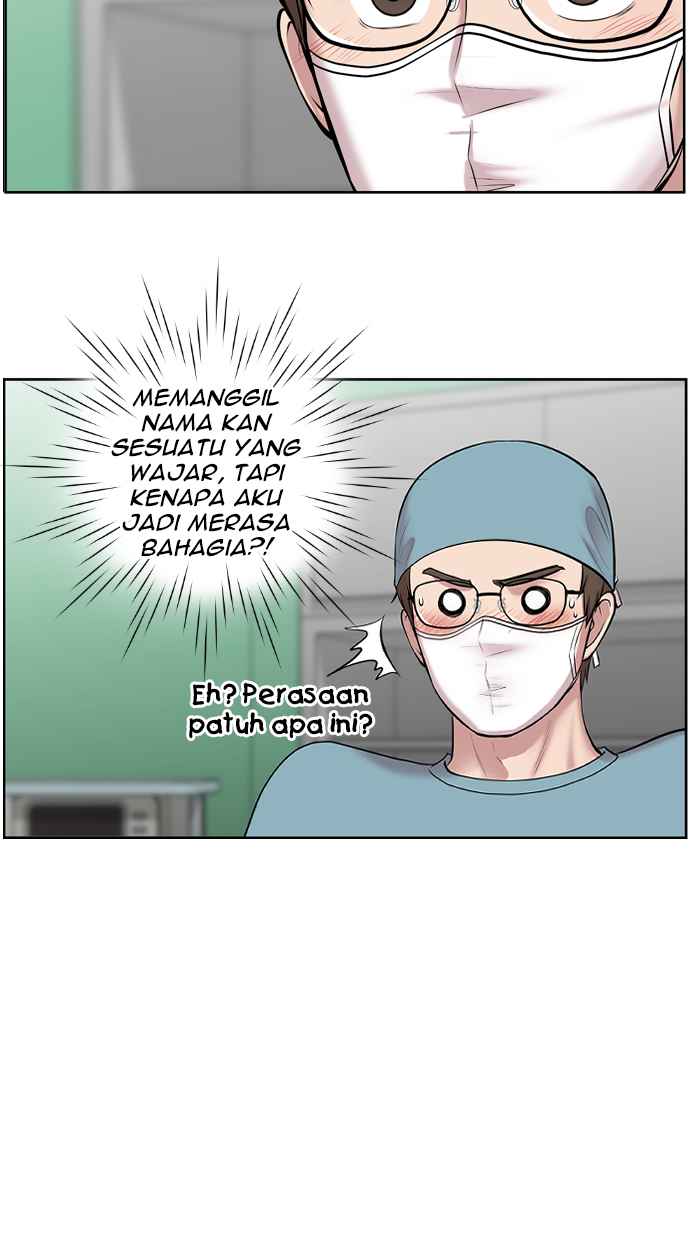 MEMANGGIL
NAMA KAN
SESUATU YANG
WAJAR, TAPI
KENAPA AKU
JADI MERASA
BAHAGIA?!
Eh? Perasaan
patuh apa ini?